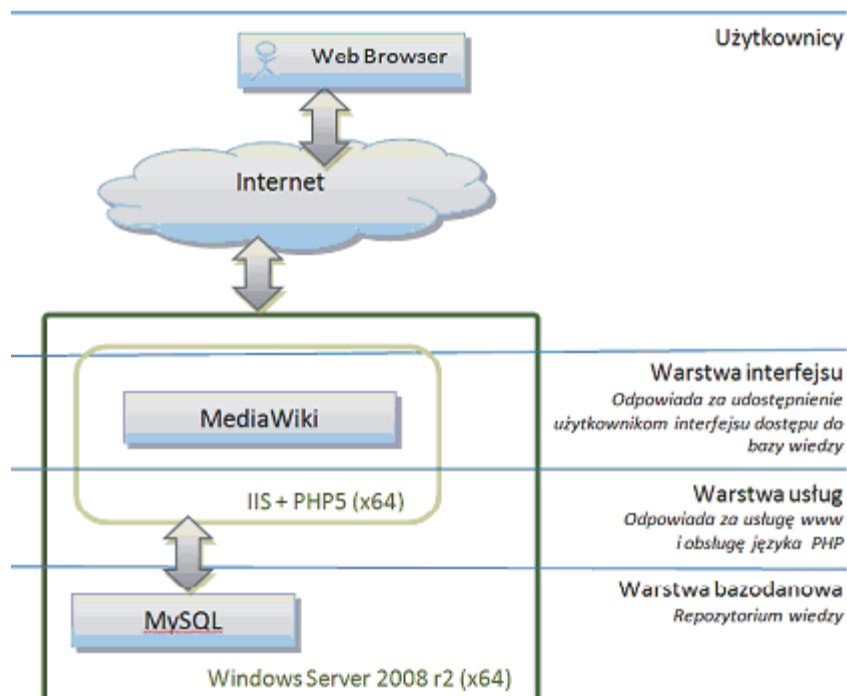 Użytkownicy
Web Browser
Internet
Warstwa interfejsu
Odpowiada za udostępnienie
użytkownikom interfejsu dostępu do
bazy wiedzy
MediaWiki
IIS + PHP5 (x64)
Warstwa usług
Odpowiada za usługę www
i obsługę języka PHP
Warstwa bazodanowa
Repozytorium wiedzy
MySQL
Windows Server 2008 r2 (x64)